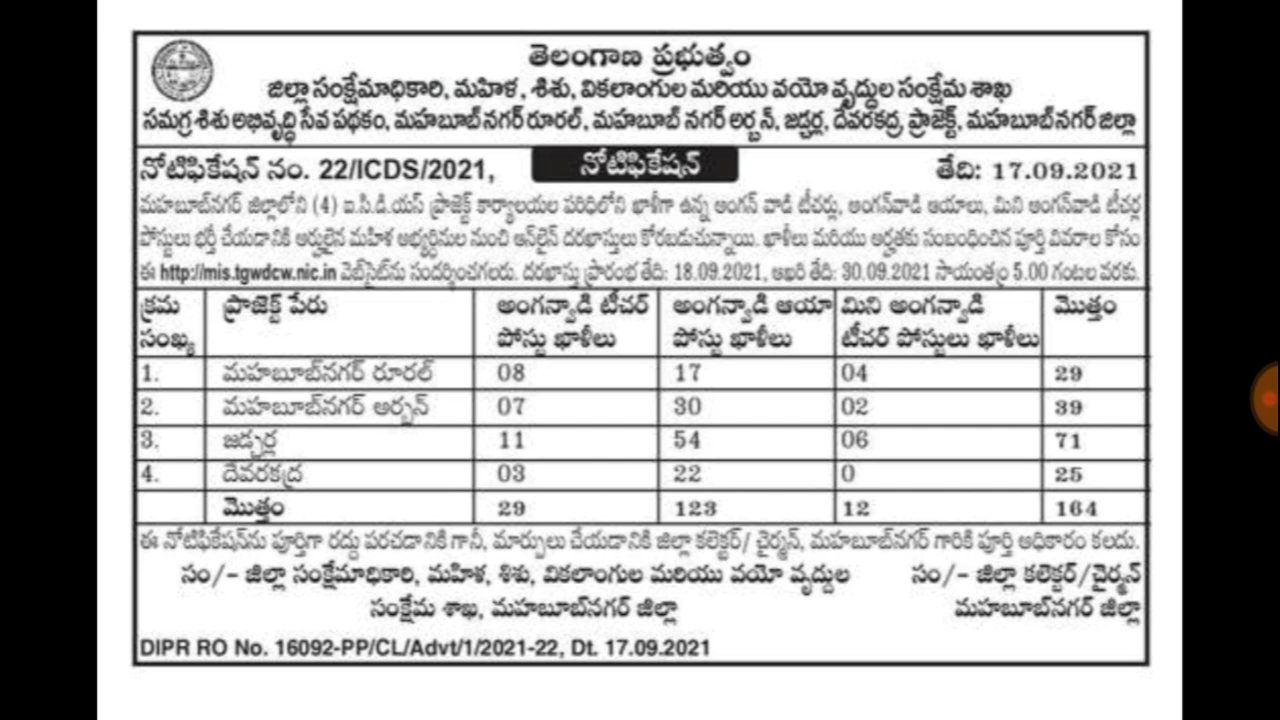 తెలంగాణ ప్రభుత్వం
జిల్లా సంక్షేమాధికారి, మహిళ, శిశు, వికలాంగుల మరియు వయో వృద్ధుల సంక్షేమ శాఖ
సమగ్ర శిశు అభివృద్ధి సేవ పథకం, మహబూబ్‌నగర్ రూరల్, మహబూబ్ నగర్ అర్బన్, జడ్చర్ల, దేవరకద్ర ప్రాజెక్ట్, మహబూబ్‌నగర్ జిల్లా
నోటిఫికేషన్ నం. 22/ICDS/2021, నోటిఫికేషన్ తేది: 17.09.2021
మహబూబ్‌నగర్ జిల్లాలోని (4) ఐ.సి.డి.యస్ ప్రాజెక్ట్ కార్యాలయల పరిధిలోని ఖాళీగా ఉన్న అంగన్ వాడి టీచర్లు, అంగన్‌వాడి ఆయాలు, మిని అంగన్‌వాడి టీచర్ల
పోస్టులు భర్తీ చేయడానికి అర్హులైన మహిళ అభ్యర్థినుల నుంచి ఆన్‌లైన్ దరఖాస్తులు కోరబడుచున్నాయి. ఖాళీలు మరియు అర్హతకు సంబంధించిన పూర్తి వివరాల కోసం
ఈ http://mis.tgwdcw.nic.in వెబ్‌సైట్‌ను సందర్శించగలరు. దరఖాస్తు ప్రారంభ తేది: 18.09.2021, ఆఖరి తేది: 30.09.2021 సాయంత్రం 5.00 గంటల వరకు.
క్రమ సంఖ్య ప్రాజెక్ట్ పేరు అంగన్వాడి టీచర్ పోస్టు ఖాళీలు అంగన్వాడి ఆయా పోస్టు ఖాళీలు మిని అంగన్వాడి టీచర్ పోస్టులు ఖాళీలు మొత్తం
1. మహబూబ్‌నగర్ రూరల్ 08 17 04 29
2. మహబూబ్‌నగర్ అర్బన్ 07 30 02 39
3. జడ్చర్ల 11 54 06 71
4. దేవరకద్ర 03 22 0 25
మొత్తం 29 123 12 164
ఈ నోటిఫికేషన్‌ను పూర్తిగా రద్దు పరచడానికి గానీ, మార్పులు చేయడానికి జిల్లా కలెక్టర్/ చైర్మన్, మహబూబ్‌నగర్ గారికి పూర్తి అధికారం కలదు.
సం/- జిల్లా సంక్షేమాధికారి, మహిళ, శిశు, వికలాంగుల మరియు వయో వృద్ధుల సం/- జిల్లా కలెక్టర్/చైర్మన్
సంక్షేమ శాఖ, మహబూబ్‌నగర్ జిల్లా మహబూబ్‌నగర్ జిల్లా
DIPR RO No. 16092-PP/CL/Advt/1/2021-22, Dt. 17.09.2021